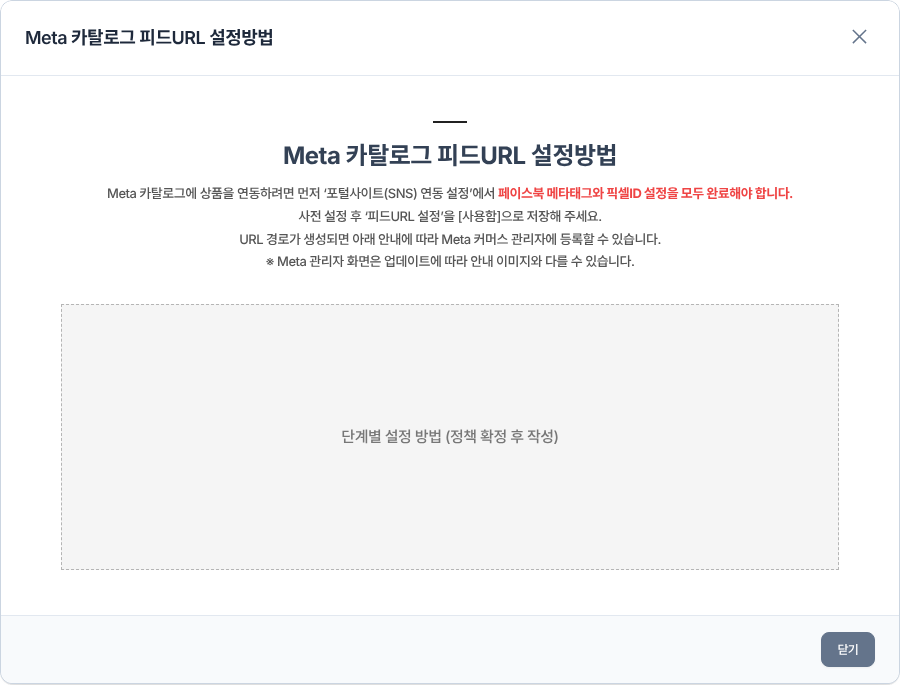 Meta 카탈로그 피드URL 설정방법
Meta 카탈로그 피드URL 설정방법
Meta 카탈로그에 상품을 연동하려면 먼저 ‘포털사이트(SNS) 연동 설정’에서 페이스북 메타태그와 픽셀ID 설정을 모두 완료해야 합니다.
사전 설정 후 ‘피드URL 설정’을 [사용함]으로 저장해 주세요.
URL 경로가 생성되면 아래 안내에 따라 Meta 커머스 관리자에 등록할 수 있습니다.
※ Meta 관리자 화면은 업데이트에 따라 안내 이미지와 다를 수 있습니다.
단계별 설정 방법 (정책 확정 후 작성)
닫기